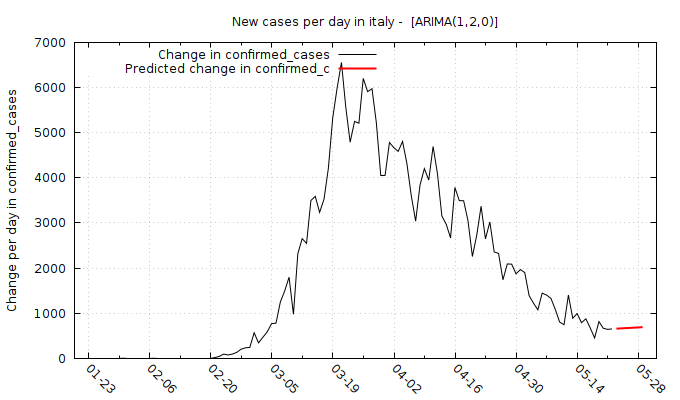 New cases per day in italy -  [ARIMA(1,2,0)]
Change in confirmed_cases
Predicted change in confirmed_c
Change per day in confirmed_cases
7000
6000
5000
4000
3000
2000
1000
0
01-23 02-06 02-20 03-05 03-19 04-02 04-16 04-30 05-14 05-28